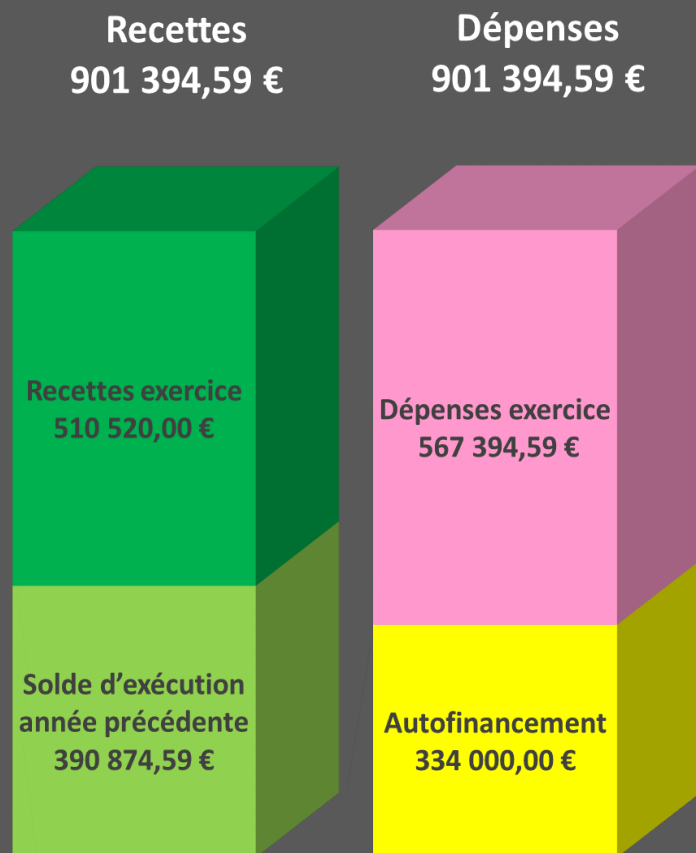 Recettes
901 394,59 €
Dépenses
901 394,59 €
Recettes exercice
510 520,00 €
Dépenses exercice
567 394,59 €
Solde d’exécution
année précédente
390 874,59 €
Autofinancement
334 000,00 €